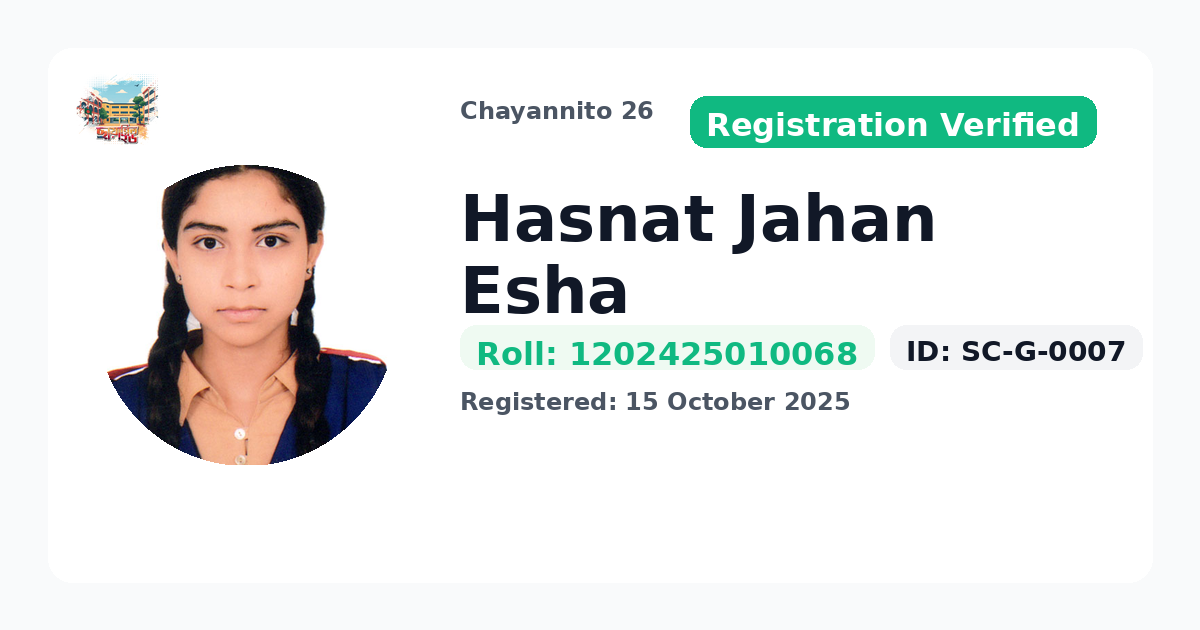 Chayannito 26
Registration Verified
Hasnat Jahan
Esha
Roll: 1202425010068
ID: SC-G-0007
Registered: 15 October 2025